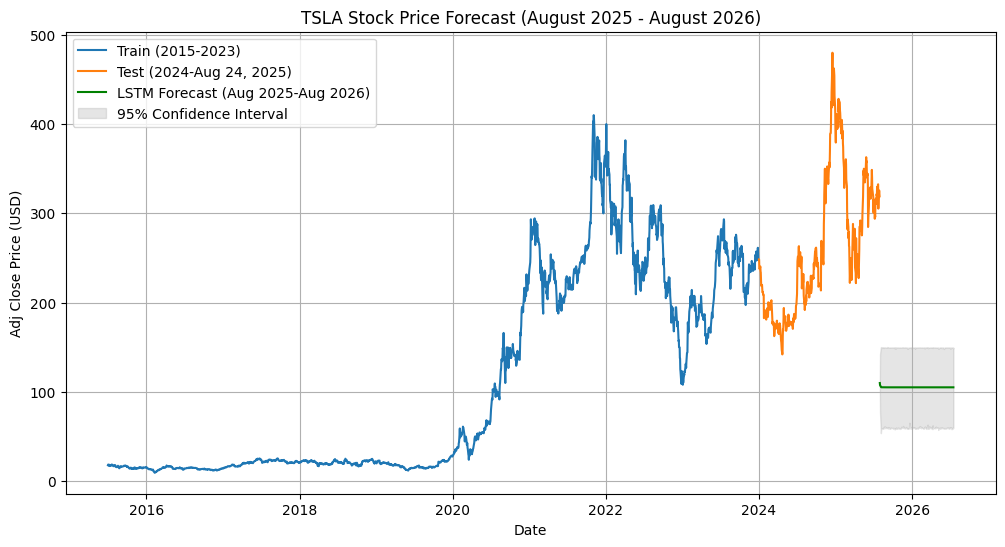 TSLA Stock Price Forecast (August 2025 - August 2026)
Train (2015-2023)
Test (2024-Aug 24, 2025)
LSTM Forecast (Aug 2025-Aug 2026)
95% Confidence Interval
Adj Close Price (USD)
500
400
300
200
100
0
2016 2018 2020 2022 2024 2026
Date